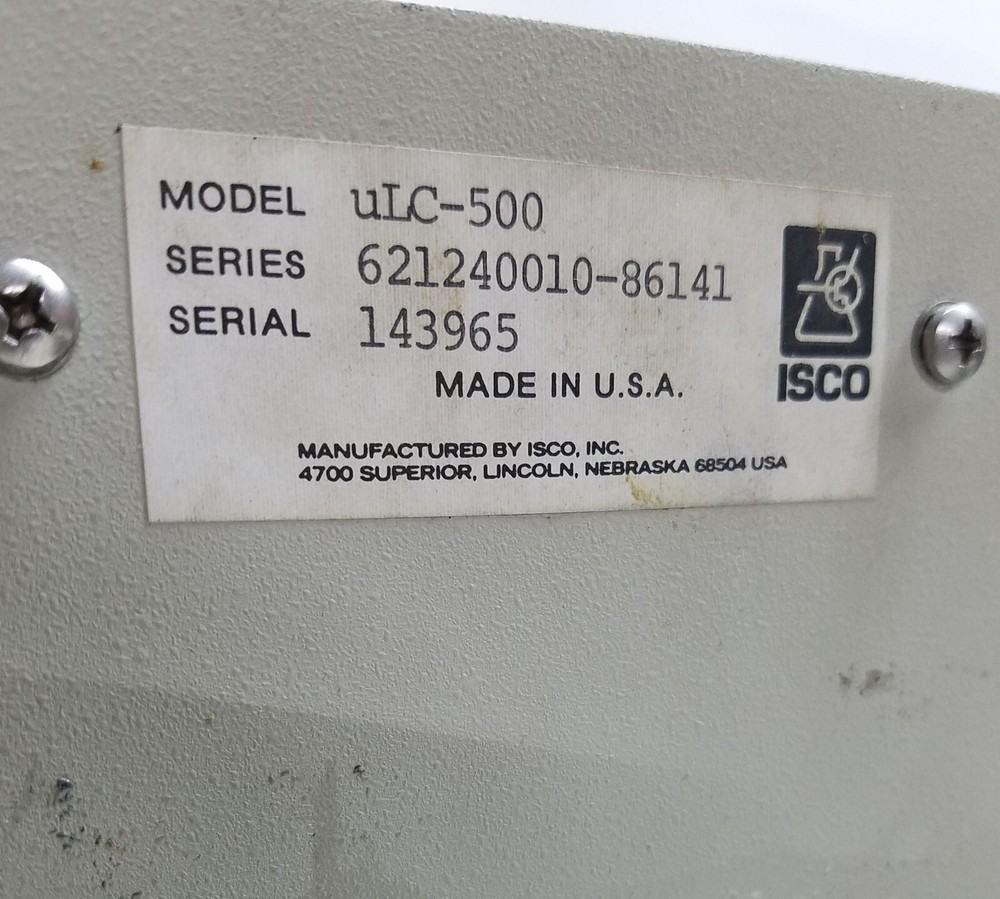 MODEL uLC-500
SERIES 621240010-86141
SERIAL 143965
MADE IN U.S.A.
ISCO
MANUFACTURED BY ISCO, INC.
4700 SUPERIOR, LINCOLN, NEBRASKA 68504 USA